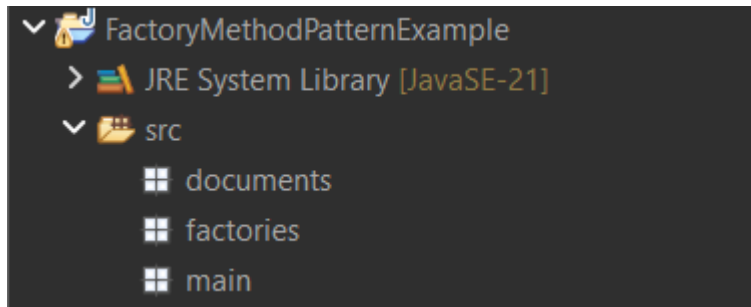 FactoryMethodPatternExample
JRE System Library [JavaSE-21]
src
documents
factories
main